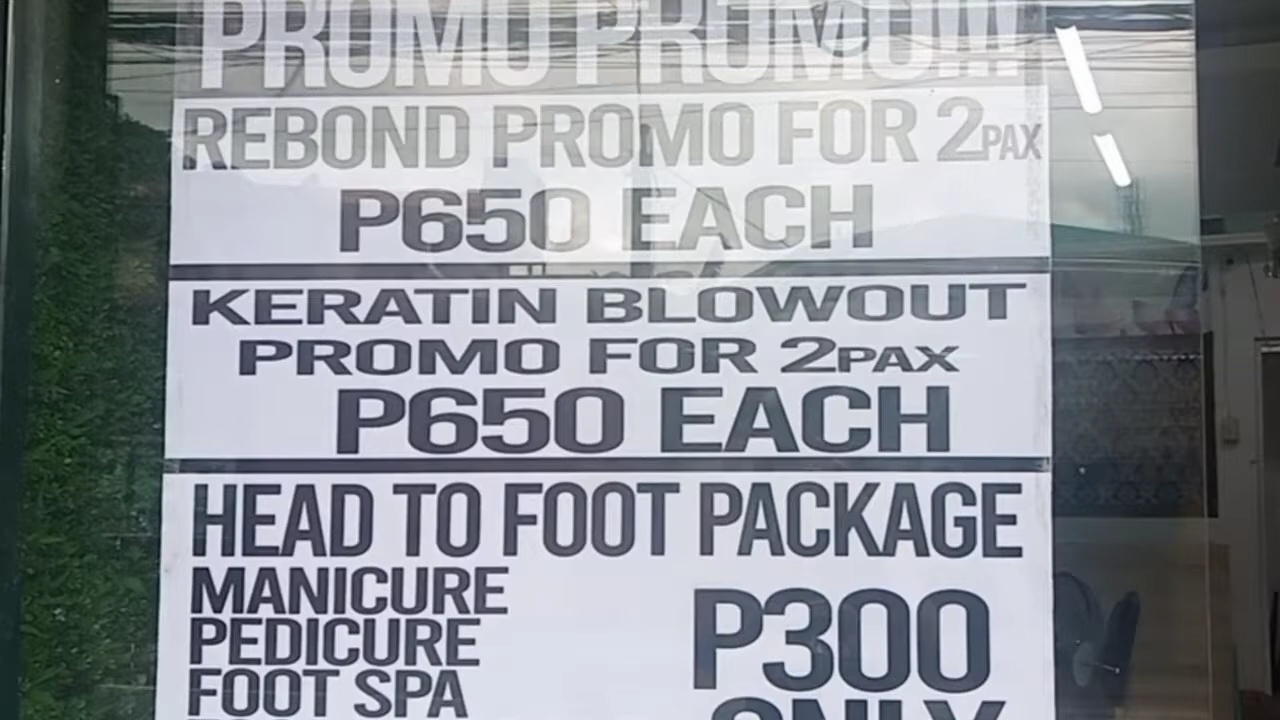 PROMO PROMO!!!
REBOND PROMO FOR 2PAX
P650 EACH
KERATIN BLOWOUT
PROMO FOR 2PAX
P650 EACH
HEAD TO FOOT PACKAGE
MANICURE
PEDICURE
FOOT SPA
P300
ONLY